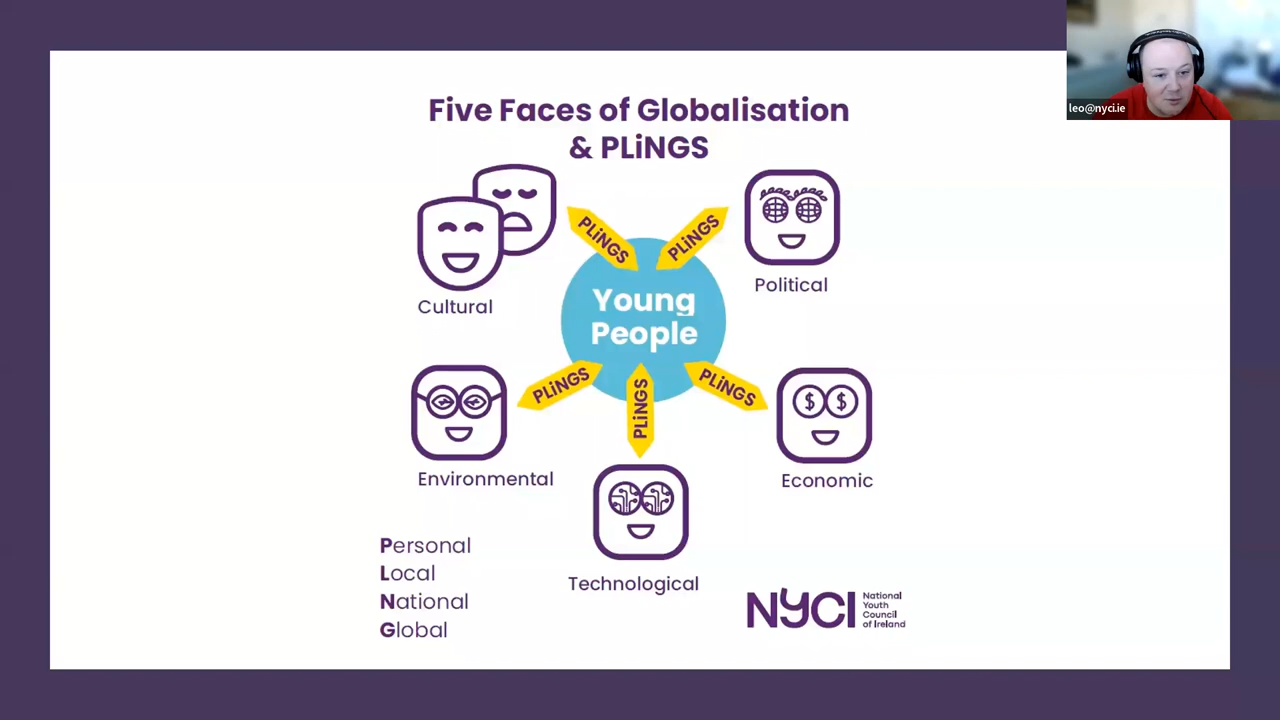 leo@nyci.ie
Five Faces of Globalisation
& PLiNGS
PLiNGS
PLiNGS
Cultural
Political
Young
People
PLiNGS
PLiNGS
PLiNGS
Environmental
Economic
Technological
Personal
Local
National
Global
NYCI
National
Youth
Council
of Ireland